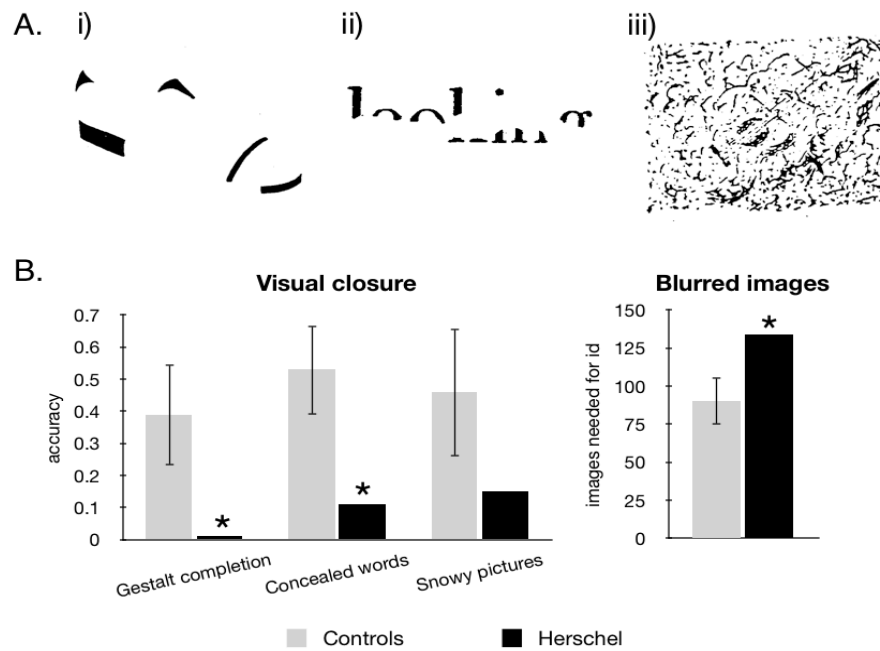 A. i) ii) iii)
B.
Visual closure
Blurred images
accuracy
0.7
0.6
0.5
0.4
0.3
0.2
0.1
0
*
*
Gestalt completion
Concealed words
Snowy pictures
images needed for id
150
125
100
75
50
25
0
*
Controls
Herschel